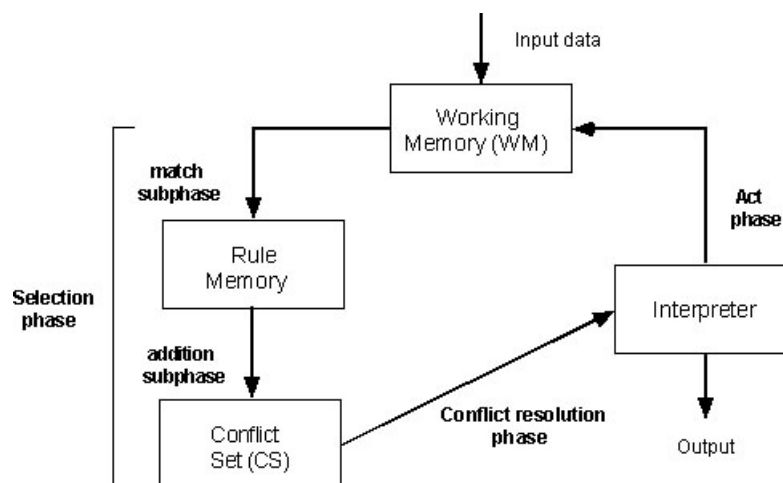 Input data
Working
Memory (WM)
match
subphase
Act
phase
Rule
Memory
Selection
phase
Interpreter
addition
subphase
Conflict
Set (CS)
Conflict resolution
phase
Output